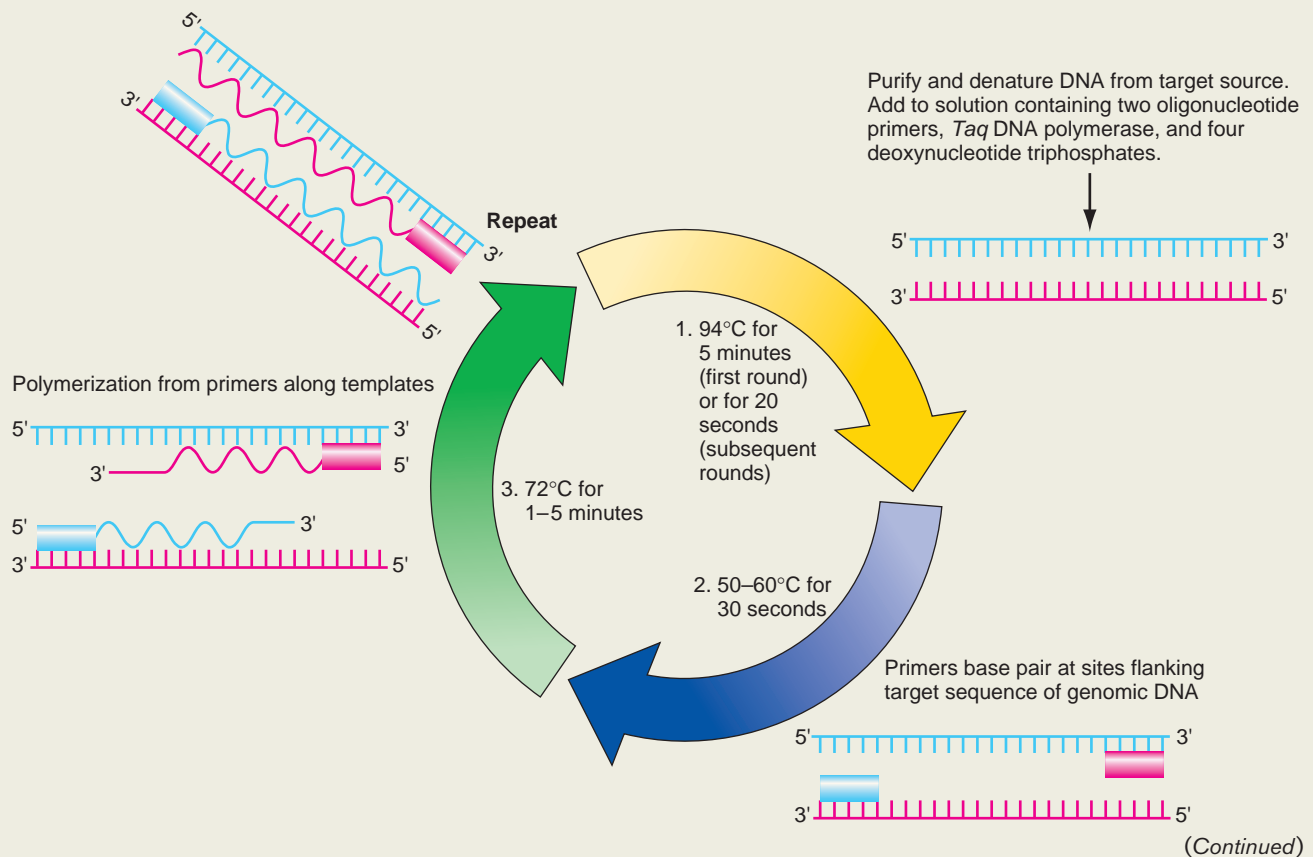 5'
3'
3'
5'
Repeat
Purify and denature DNA from target source.
Add to solution containing two oligonucleotide
primers, Taq DNA polymerase, and four
deoxynucleotide triphosphates.
5'
3'
3'
5'
1. 94°C for
5 minutes
(first round)
or for 20
seconds
(subsequent
rounds)
Polymerization from primers along templates
5'
3'
3'
5'
5'
3'
3'
5'
3. 72°C for
1–5 minutes
2. 50–60°C for
30 seconds
Primers base pair at sites flanking
target sequence of genomic DNA
5'
3'
3'
5'
(Continued)